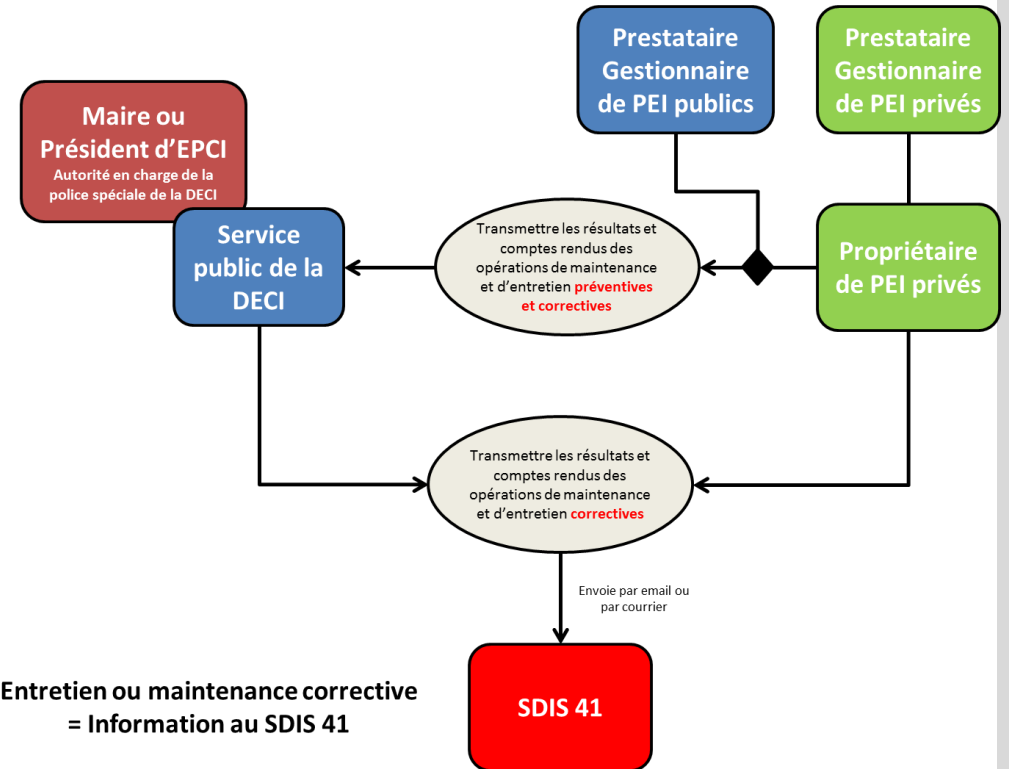 Prestataire
Gestionnaire
de PEI publics
Prestataire
Gestionnaire
de PEI privés
Maire ou
Président d’EPCI
Autorité en charge de la
police spéciale de la DECI
Service
public de la
DECI
Transmettre les résultats et
comptes rendus des
opérations de maintenance
et d’entretien préventives
et correctives
Propriétaire
de PEI privés
Transmettre les résultats et
comptes rendus des
opérations de maintenance
et d’entretien correctives
Envoie par email ou
par courrier
SDIS 41
Entretien ou maintenance corrective
= Information au SDIS 41